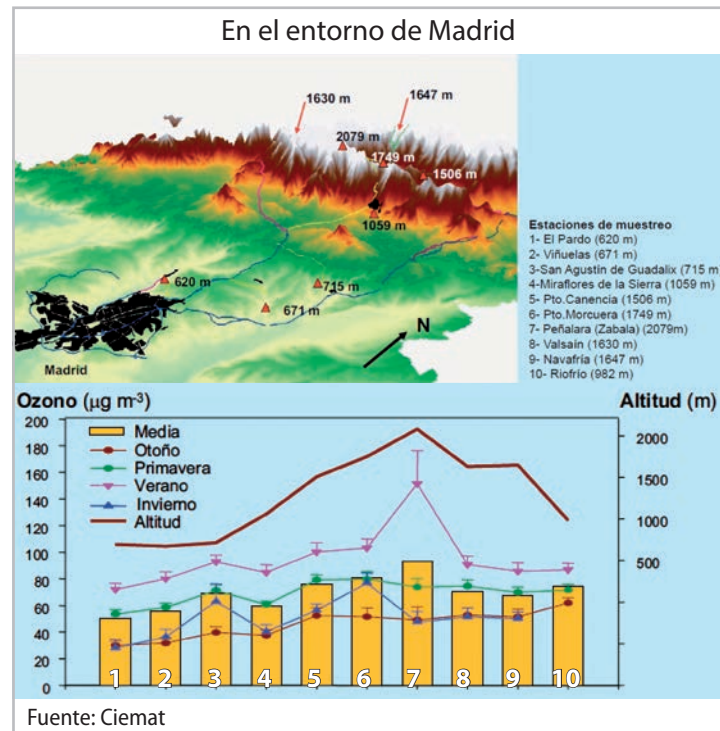 En el entorno de Madrid
1630 m
1647 m
2079 m
1749 m
1506 m
1059 m
620 m
715 m
671 m
N
Madrid
Estaciones de muestreo
1- El Pardo (620 m)
2- Viñuelas (671 m)
3-San Agustin de Guadalix (715 m)
4-Miraflores de la Sierra (1059 m)
5- Pto.Canencia (1506 m)
6- Pto.Morcuera (1749 m)
7- Peñalara (Zabala) (2079m)
8- Valsaín (1630 m)
9- Navafría (1647 m)
10- Riofrío (982 m)
Ozono (µg m-3)
Altitud (m)
200
180
160
140
120
100
80
60
40
20
0
Media
Otoño
Primavera
Verano
Invierno
Altitud
2000
1500
1000
500
1 2 3 4 5 6 7 8 9 10
Fuente: Ciemat